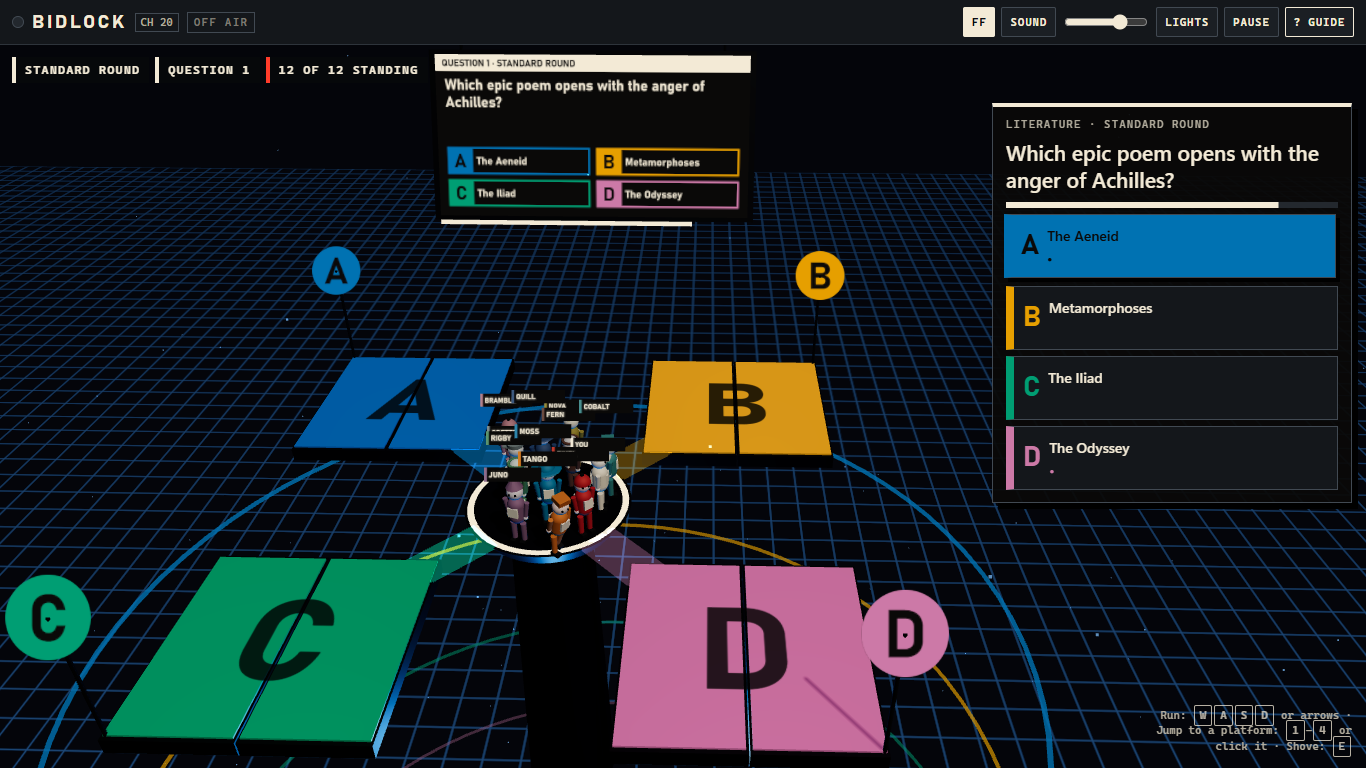 BIDLOCK CH 20 OFF AIR FF SOUND LIGHTS PAUSE ? GUIDE
STANDARD ROUND QUESTION 1 12 OF 12 STANDING
QUESTION 1 · STANDARD ROUND
Which epic poem opens with the anger of
Achilles?
A The Aeneid B Metamorphoses
C The Iliad D The Odyssey
LITERATURE · STANDARD ROUND
Which epic poem opens with the
anger of Achilles?
A The Aeneid
B Metamorphoses
C The Iliad
D The Odyssey
A
B
A
B
BRAMBL QUILL
NOVA
FERN COBALT
RIGBY MOSS
YOU
TANGO
JUNO
C
D
C
D
Run: W A S D or arrows ·
Jump to a platform: 1 – 4 or
click it · Shove: E